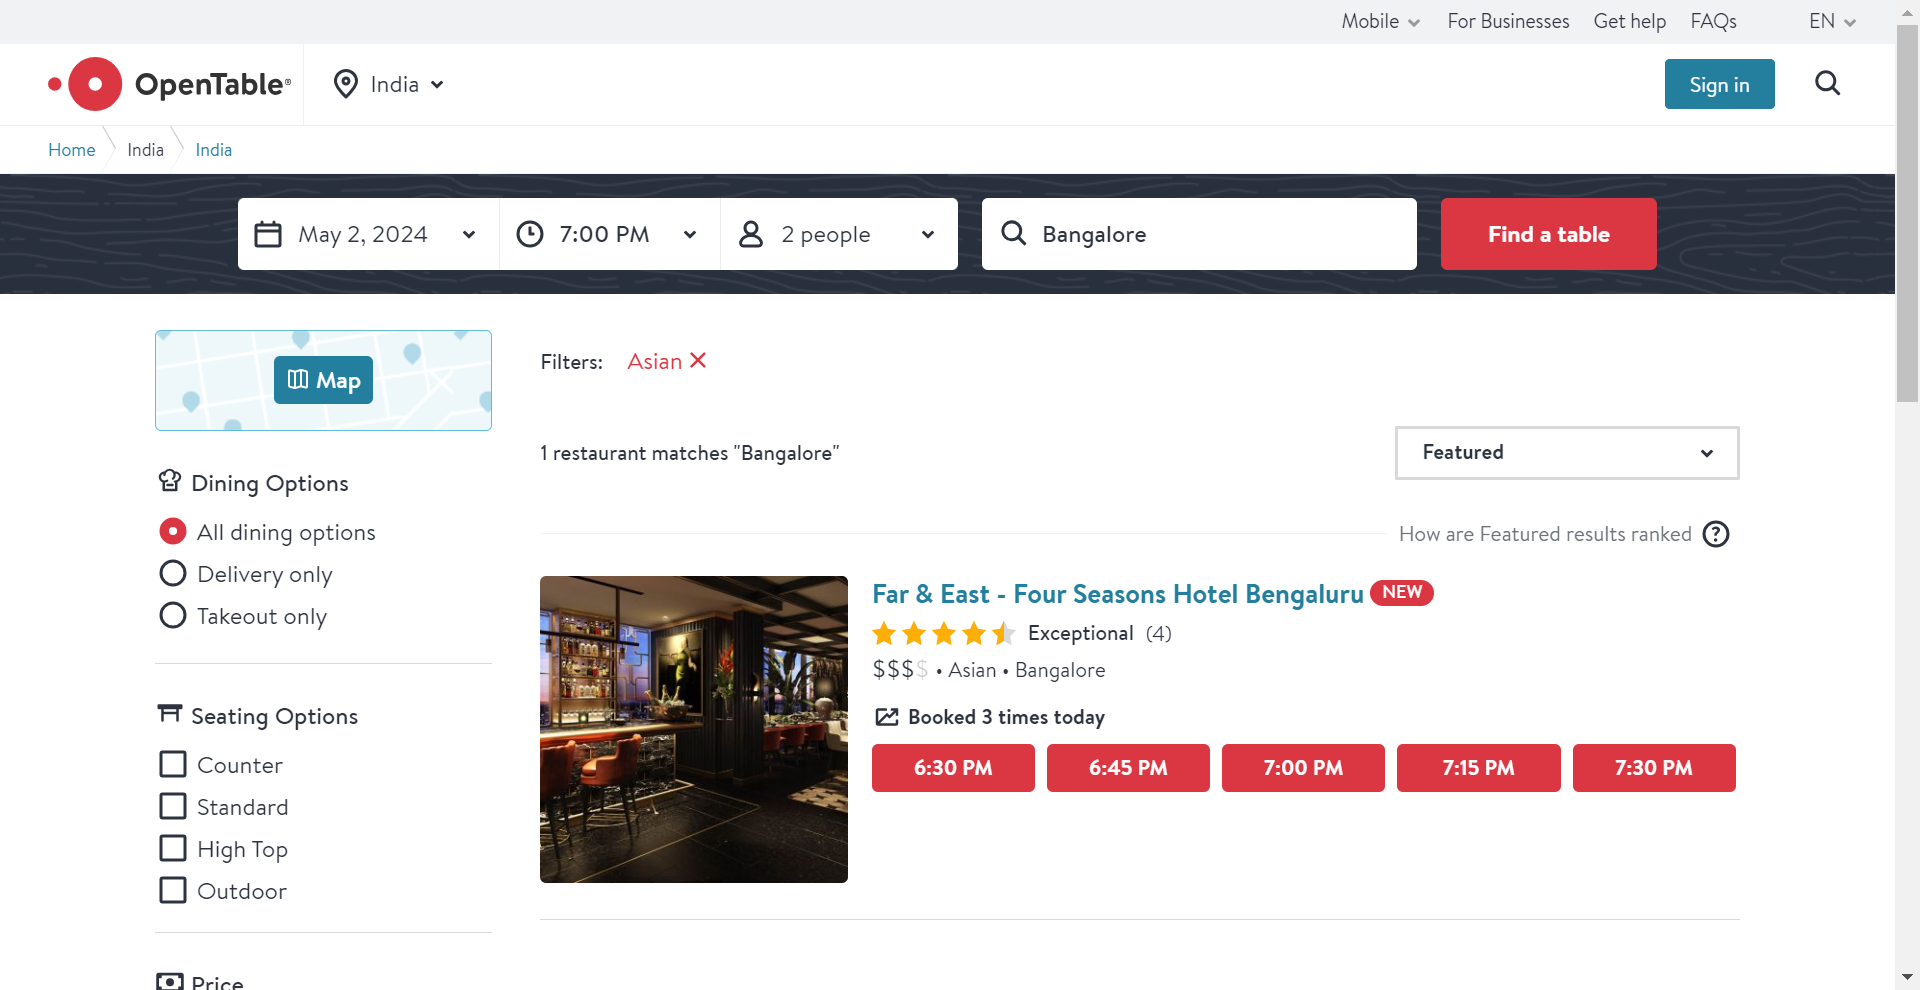 Mobile For Businesses Get help FAQs EN
OpenTable® India Sign in
Home India India
May 2, 2024 7:00 PM 2 people Bangalore Find a table
Map
Filters: Asian
1 restaurant matches "Bangalore" Featured
Dining Options
All dining options
Delivery only
Takeout only
How are Featured results ranked ?
Far & East - Four Seasons Hotel Bengaluru NEW
Exceptional (4)
$$$$ • Asian • Bangalore
Booked 3 times today
6:30 PM 6:45 PM 7:00 PM 7:15 PM 7:30 PM
Seating Options
Counter
Standard
High Top
Outdoor
Price